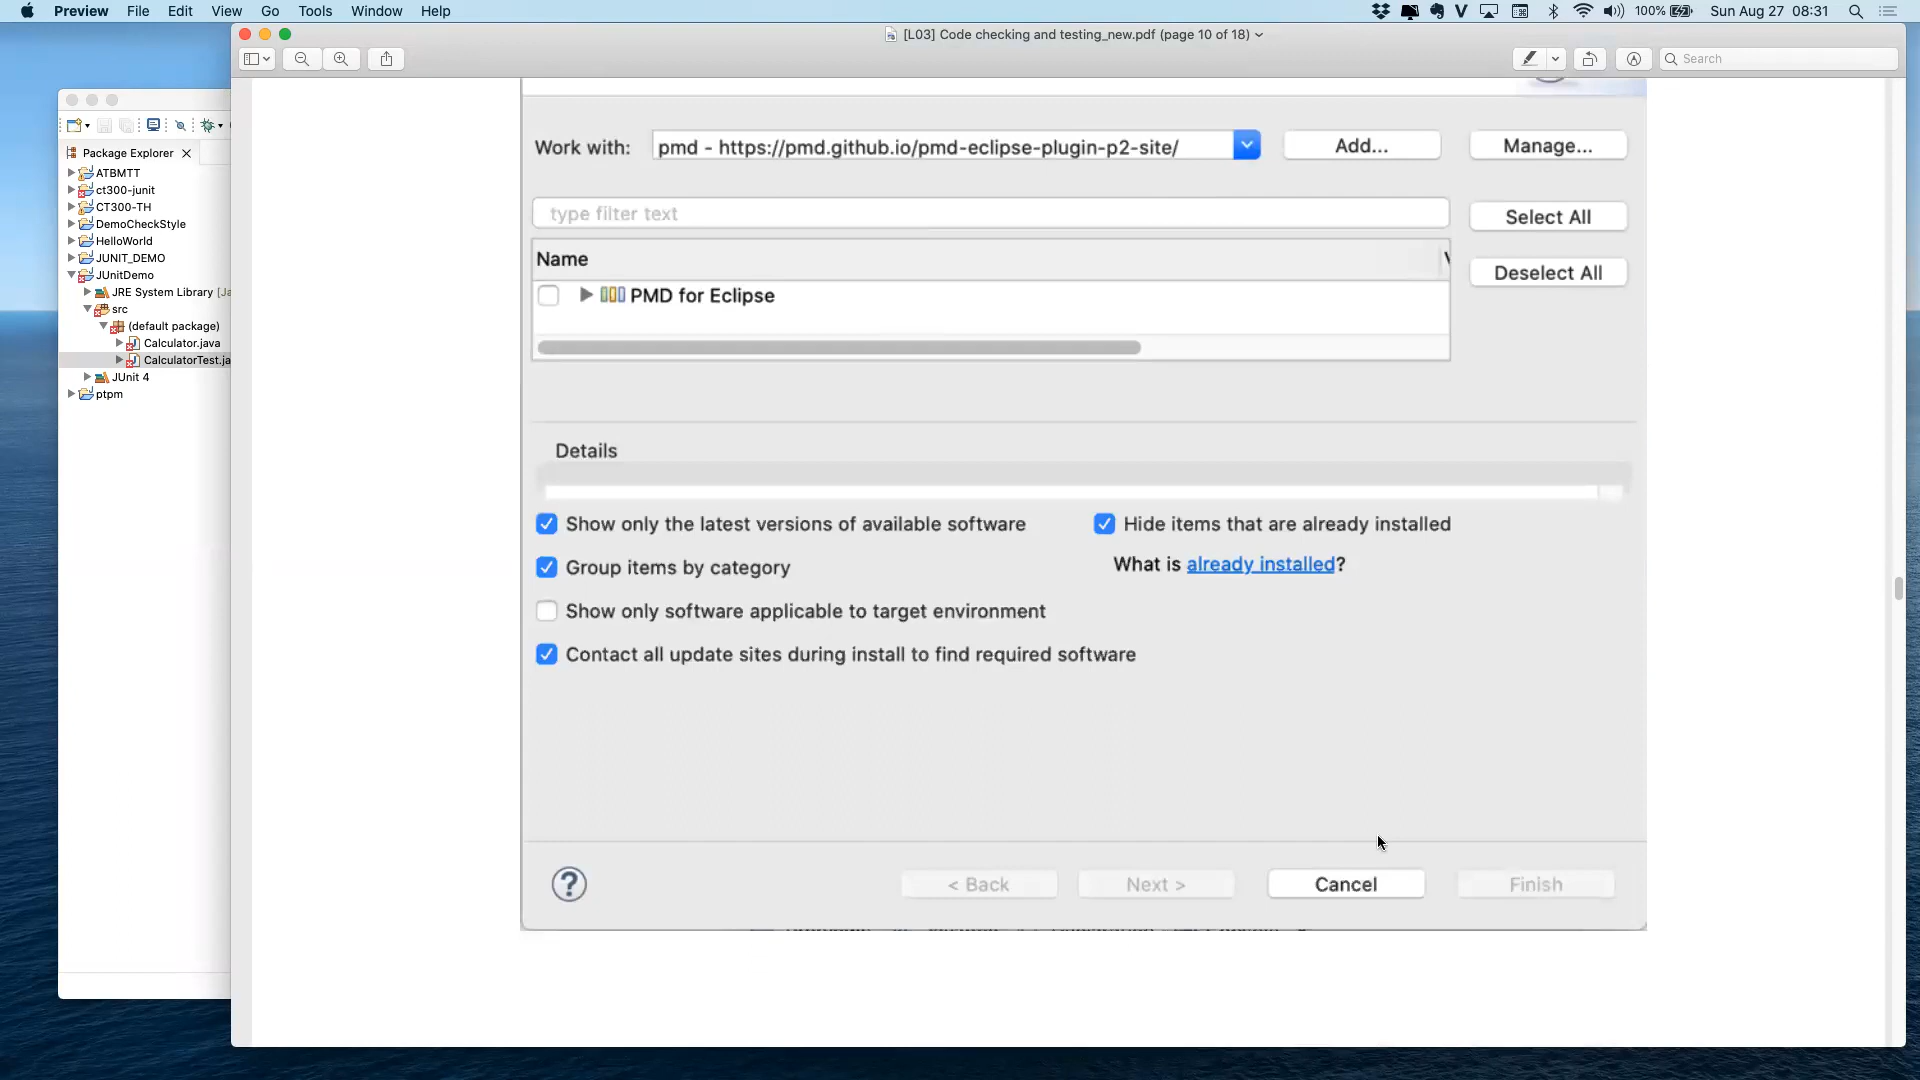 Preview File Edit View Go Tools Window Help 100% Sun Aug 27 08:31
[L03] Code checking and testing_new.pdf (page 10 of 18)
Search
Package Explorer
ATBMTT
ct300-junit
CT300-TH
DemoCheckStyle
HelloWorld
JUNIT_DEMO
JUnitDemo
JRE System Library [Ja
src
(default package)
Calculator.java
CalculatorTest.ja
JUnit 4
ptpm
Work with: pmd - https://pmd.github.io/pmd-eclipse-plugin-p2-site/ Add... Manage...
type filter text
Select All
Name
Deselect All
PMD for Eclipse
Details
Show only the latest versions of available software
Hide items that are already installed
Group items by category
What is already installed?
Show only software applicable to target environment
Contact all update sites during install to find required software
? < Back Next > Cancel Finish